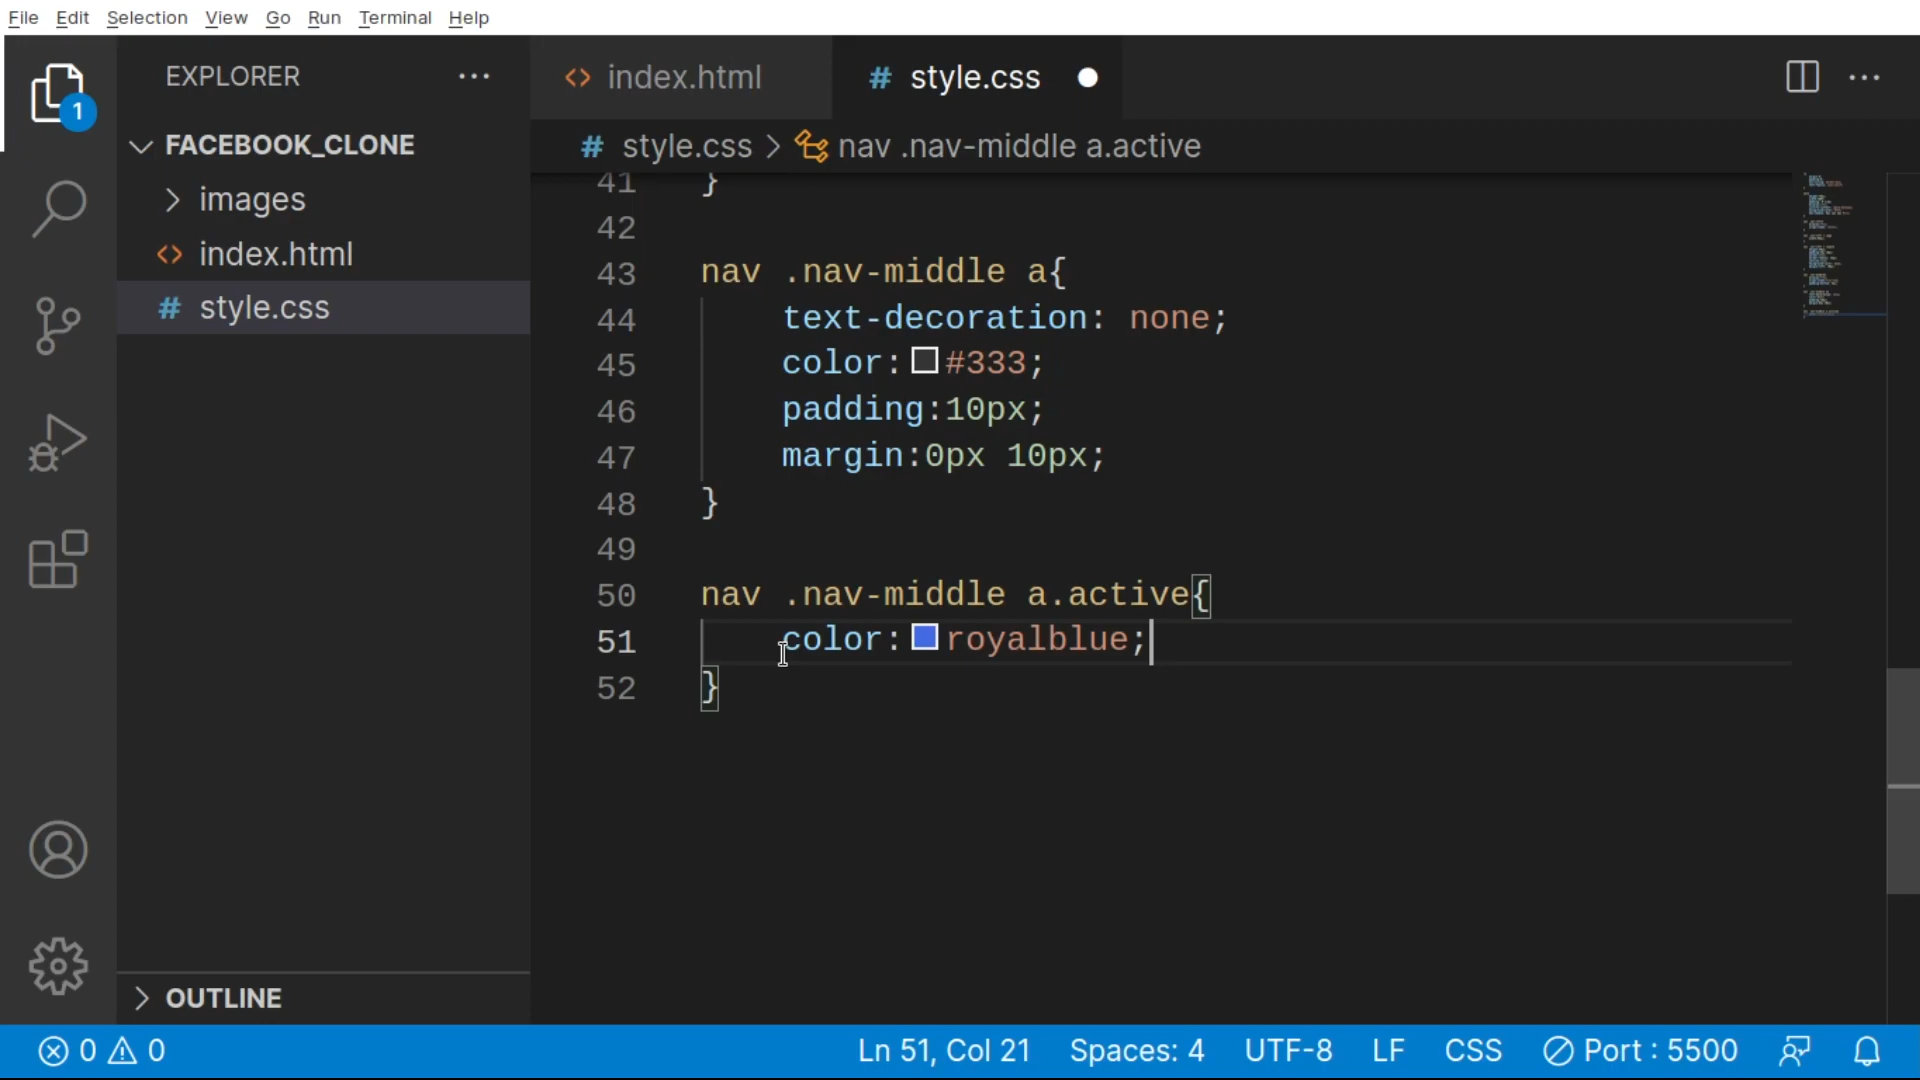 File Edit Selection View Go Run Terminal Help
EXPLORER ···
1
FACEBOOK_CLONE
images
<> index.html
# style.css
OUTLINE
<> index.html # style.css
# style.css > nav .nav-middle a.active
41 }
42
43 nav .nav-middle a{
44 text-decoration: none;
45 color: #333;
46 padding:10px;
47 margin:0px 10px;
48 }
49
50 nav .nav-middle a.active{
51 color: royalblue;
52 }
0 0 Ln 51, Col 21 Spaces: 4 UTF-8 LF CSS Port : 5500